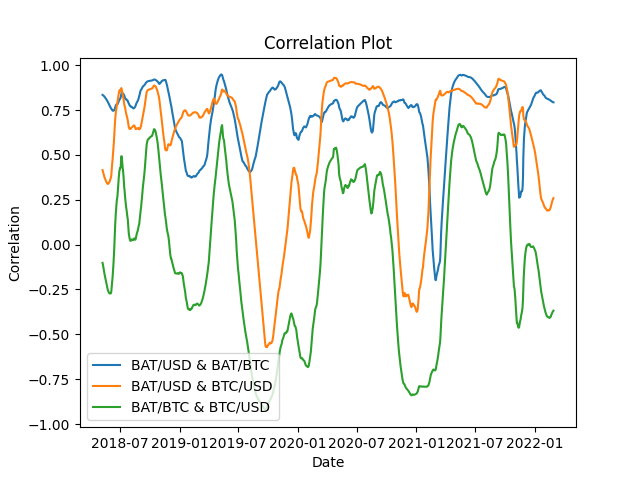 Correlation Plot
1.00
0.75
0.50
0.25
0.00
−0.25
−0.50
−0.75
−1.00
Correlation
BAT/USD & BAT/BTC
BAT/USD & BTC/USD
BAT/BTC & BTC/USD
2018-07 2019-01 2019-07 2020-01 2020-07 2021-01 2021-07 2022-01
Date